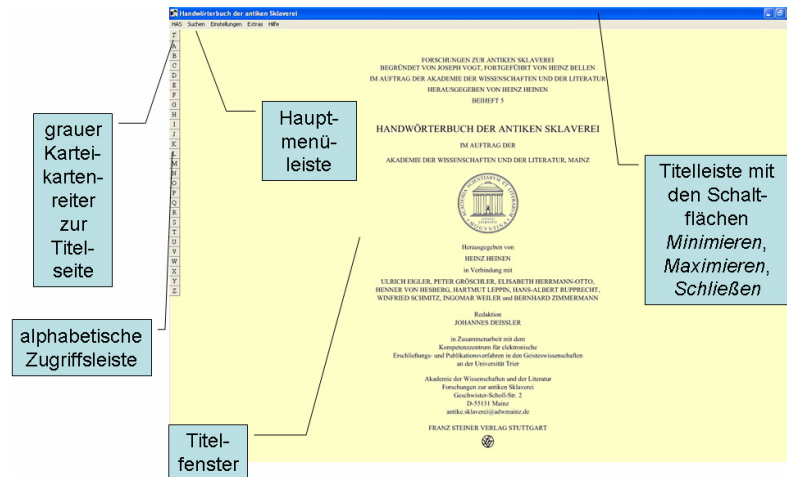 Handwörterbuch der antiken Sklaverei
HAS Suchen Einstellungen Extras Hilfe
T
A
B
C
D
E
F
G
H
I
J
K
L
M
N
O
P
Q
R
S
T
U
V
W
X
Y
Z
FORSCHUNGEN ZUR ANTIKEN SKLAVEREI
BEGRÜNDET VON JOSEPH VOGT, FORTGEFÜHRT VON HEINZ BELLEN
IM AUFTRAG DER AKADEMIE DER WISSENSCHAFTEN UND DER LITERATUR
HERAUSGEGEBEN VON HEINZ HEINEN
BEIHEFT 5
HANDWÖRTERBUCH DER ANTIKEN SKLAVEREI
IM AUFTRAG DER
AKADEMIE DER WISSENSCHAFTEN UND DER LITERATUR, MAINZ
Herausgegeben von
HEINZ HEINEN
in Verbindung mit
ULRICH EIGLER, PETER GRÖSCHLER, ELISABETH HERRMANN-OTTO,
HENNER VON HESBERG, HARTMUT LEPPIN, HANS-ALBERT RUPPRECHT,
WINFRIED SCHMITZ, INGOMAR WEILER und BERNHARD ZIMMERMANN
Redaktion
JOHANNES DEISSLER
in Zusammenarbeit mit dem
Kompetenzzentrum für elektronische
Erschließungs- und Publikationsverfahren in den Geisteswissenschaften
an der Universität Trier
Akademie der Wissenschaften und der Literatur
Forschungen zur antiken Sklaverei
Geschwister-Scholl-Str. 2
D-55131 Mainz
antike.sklaverei@adwmainz.de
FRANZ STEINER VERLAG STUTTGART
grauer
Kartei-
karten-
reiter
zur
Titel-
seite
Haupt-
menü-
leiste
Titelleiste mit
den Schalt-
flächen
Minimieren,
Maximieren,
Schließen
alphabetische
Zugriffsleiste
Titel-
fenster